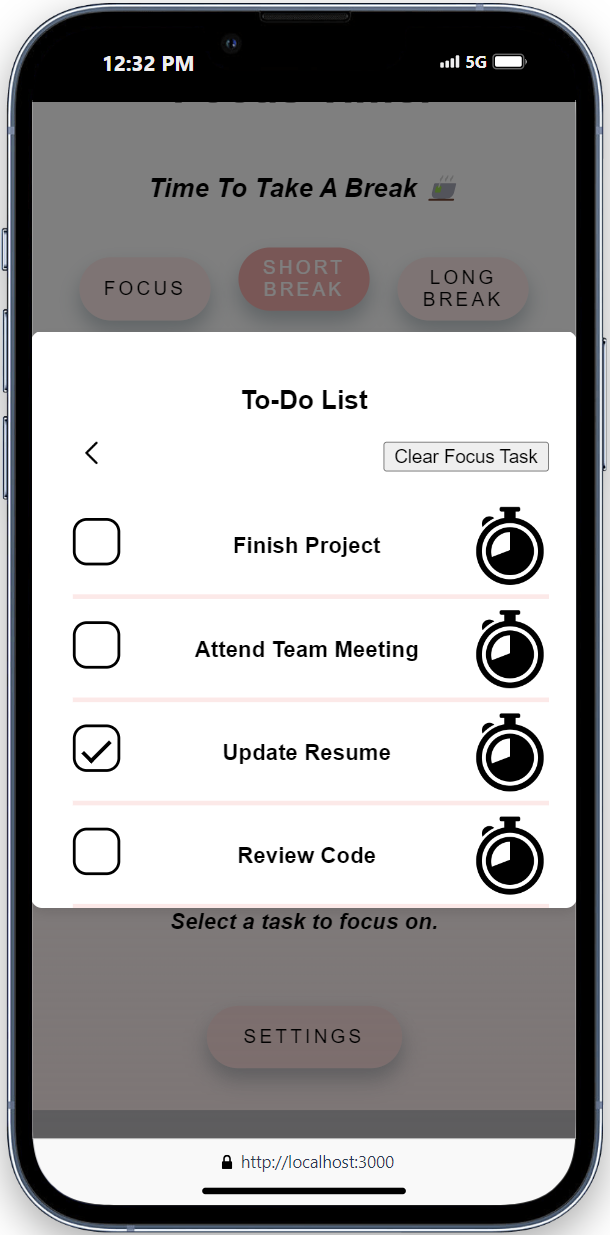 12:32 PM
5G
Time To Take A Break
FOCUS
SHORT
BREAK
LONG
BREAK
To-Do List
Clear Focus Task
Finish Project
Attend Team Meeting
Update Resume
Review Code
Select a task to focus on.
SETTINGS
http://localhost:3000